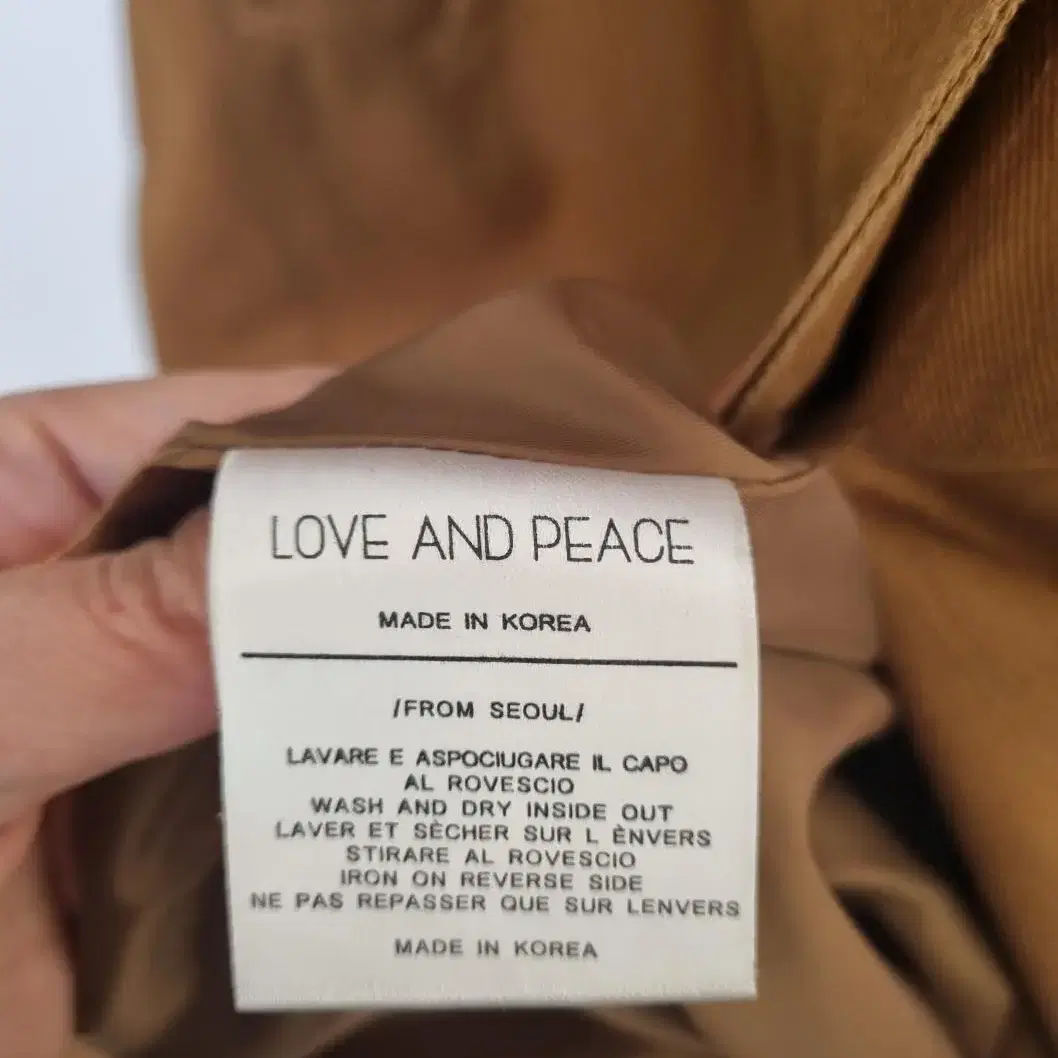 LOVE AND PEACE
MADE IN KOREA
/FROM SEOUL/
LAVARE E ASPOCIUGARE IL CAPO
AL ROVESCIO
WASH AND DRY INSIDE OUT
LAVER ET SÈCHER SUR L ÈNVERS
STIRARE AL ROVESCIO
IRON ON REVERSE SIDE
NE PAS REPASSER QUE SUR LENVERS
MADE IN KOREA